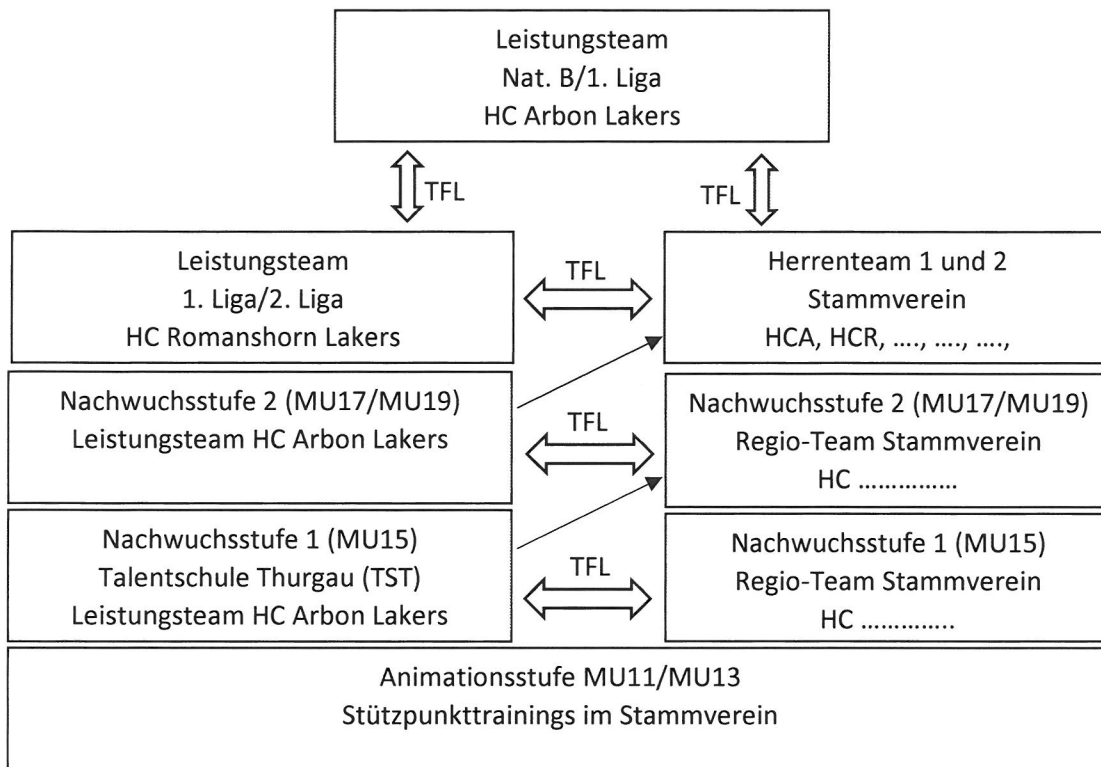 Leistungsteam
Nat. B/1. Liga
HC Arbon Lakers
TFL
TFL
Leistungsteam
1. Liga/2. Liga
HC Romanshorn Lakers
TFL
Herrenteam 1 und 2
Stammverein
HCA, HCR, …., …., ….,
Nachwuchsstufe 2 (MU17/MU19)
Leistungsteam HC Arbon Lakers
TFL
Nachwuchsstufe 2 (MU17/MU19)
Regio-Team Stammverein
HC ……………
Nachwuchsstufe 1 (MU15)
Talentschule Thurgau (TST)
Leistungsteam HC Arbon Lakers
TFL
Nachwuchsstufe 1 (MU15)
Regio-Team Stammverein
HC …………..
Animationsstufe MU11/MU13
Stützpunkttrainings im Stammverein